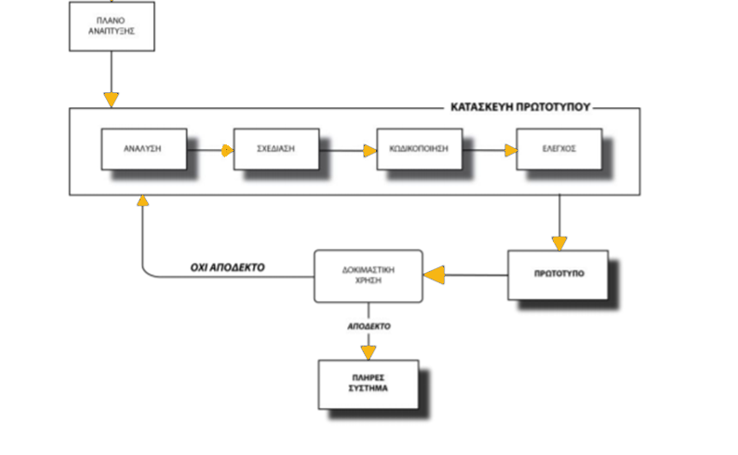 ΠΛΑΝΟ
ΑΝΑΠΤΥΞΗΣ
ΚΑΤΑΣΚΕΥΗ ΠΡΩΤΟΤΥΠΟΥ
ΑΝΑΛΥΣΗ
ΣΧΕΔΙΑΣΗ
ΚΩΔΙΚΟΠΟΙΗΣΗ
ΕΛΕΓΧΟΣ
ΟΧΙ ΑΠΟΔΕΚΤΟ
ΔΟΚΙΜΑΣΤΙΚΗ
ΧΡΗΣΗ
ΠΡΩΤΟΤΥΠΟ
ΑΠΟΔΕΚΤΟ
ΠΛΗΡΕΣ
ΣΥΣΤΗΜΑ